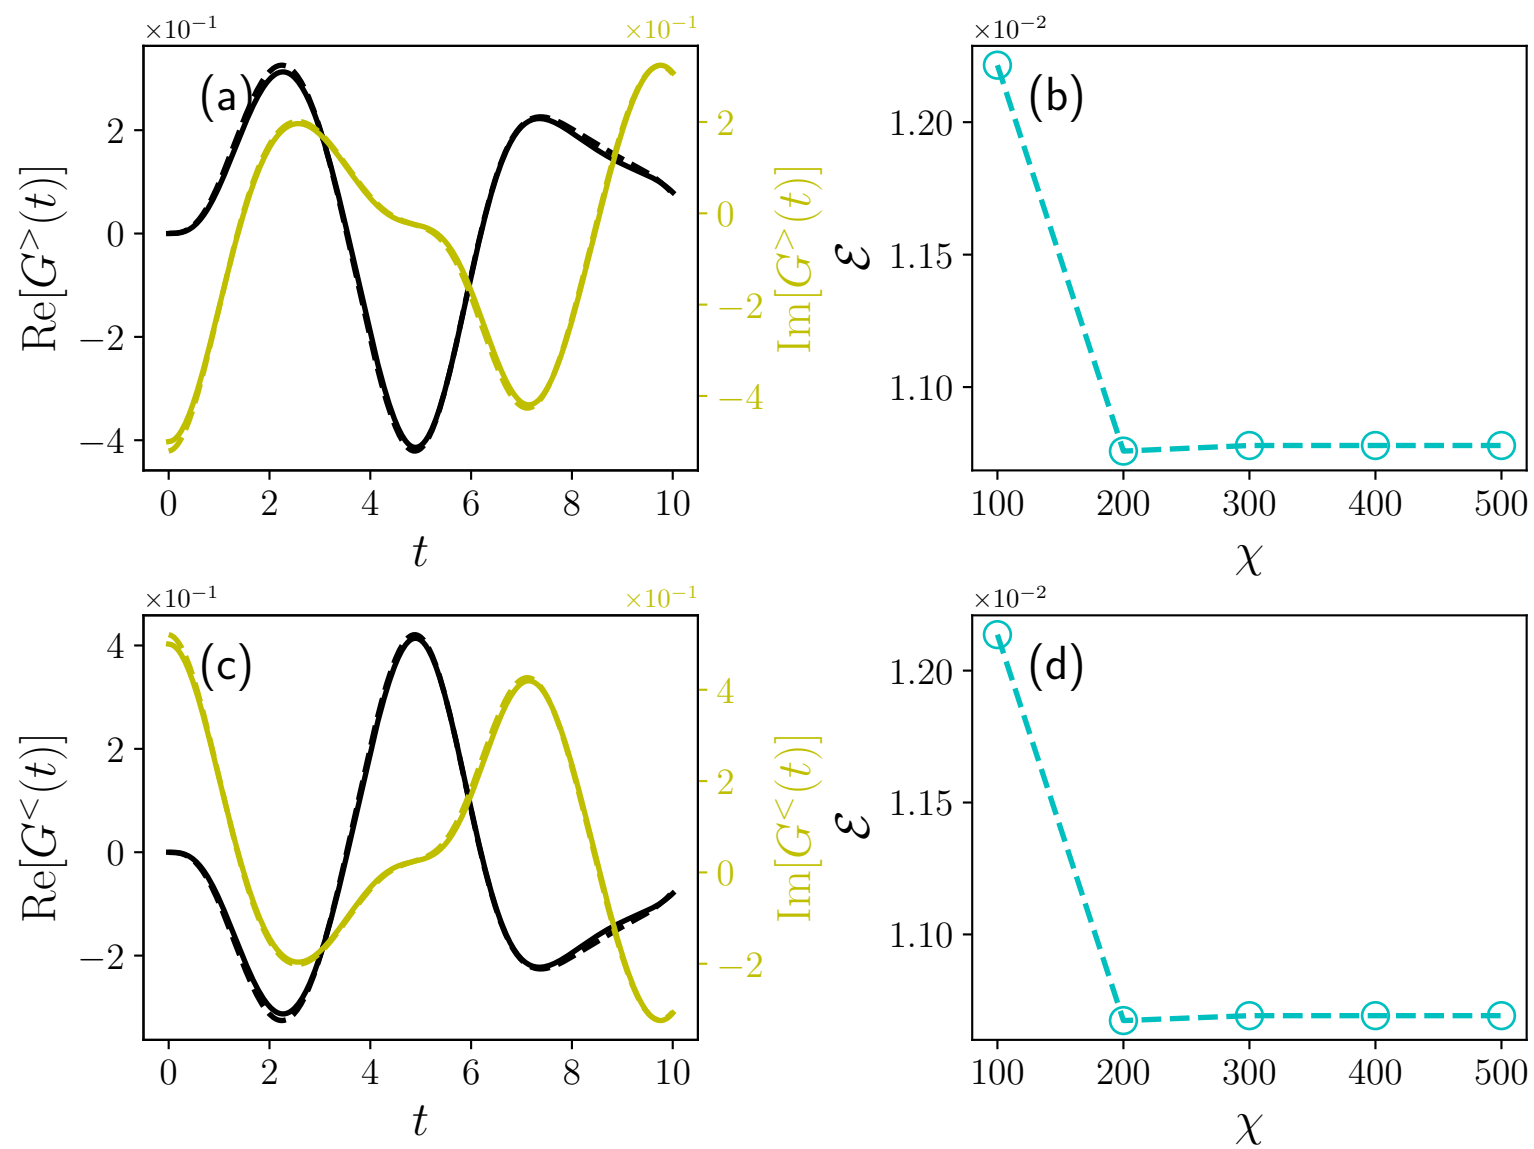 ×10⁻¹ ×10⁻¹
(a)
2
0
−2
−4
Re[G^>(t)]
2
0
−2
−4
Im[G^>(t)]
0 2 4 6 8 10
t
×10⁻²
(b)
1.20
1.15
1.10
ℰ
100 200 300 400 500
χ
×10⁻¹ ×10⁻¹
(c)
4
2
0
−2
Re[G^<(t)]
4
2
0
−2
Im[G^<(t)]
0 2 4 6 8 10
t
×10⁻²
(d)
1.20
1.15
1.10
ℰ
100 200 300 400 500
χ